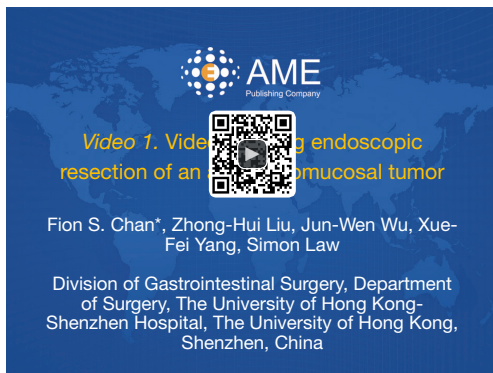 AME
Publishing Company
Video 1. endoscopic
resection of an tumor
Fion S. Chan*, Zhong-Hui Liu, Jun-Wen Wu, Xue-
Fei Yang, Simon Law
Division of Gastrointestinal Surgery, Department
of Surgery, The University of Hong Kong-
Shenzhen Hospital, The University of Hong Kong,
Shenzhen, China